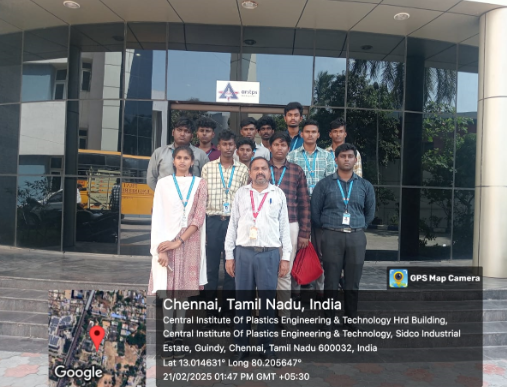 GPS Map Camera
Chennai, Tamil Nadu, India
Central Institute Of Plastics Engineering & Technology Hrd Building,
Central Institute Of Plastics Engineering & Technology, Sidco Industrial
Estate, Guindy, Chennai, Tamil Nadu 600032, India
Lat 13.014631° Long 80.205647°
21/02/2025 01:47 PM GMT +05:30
Google